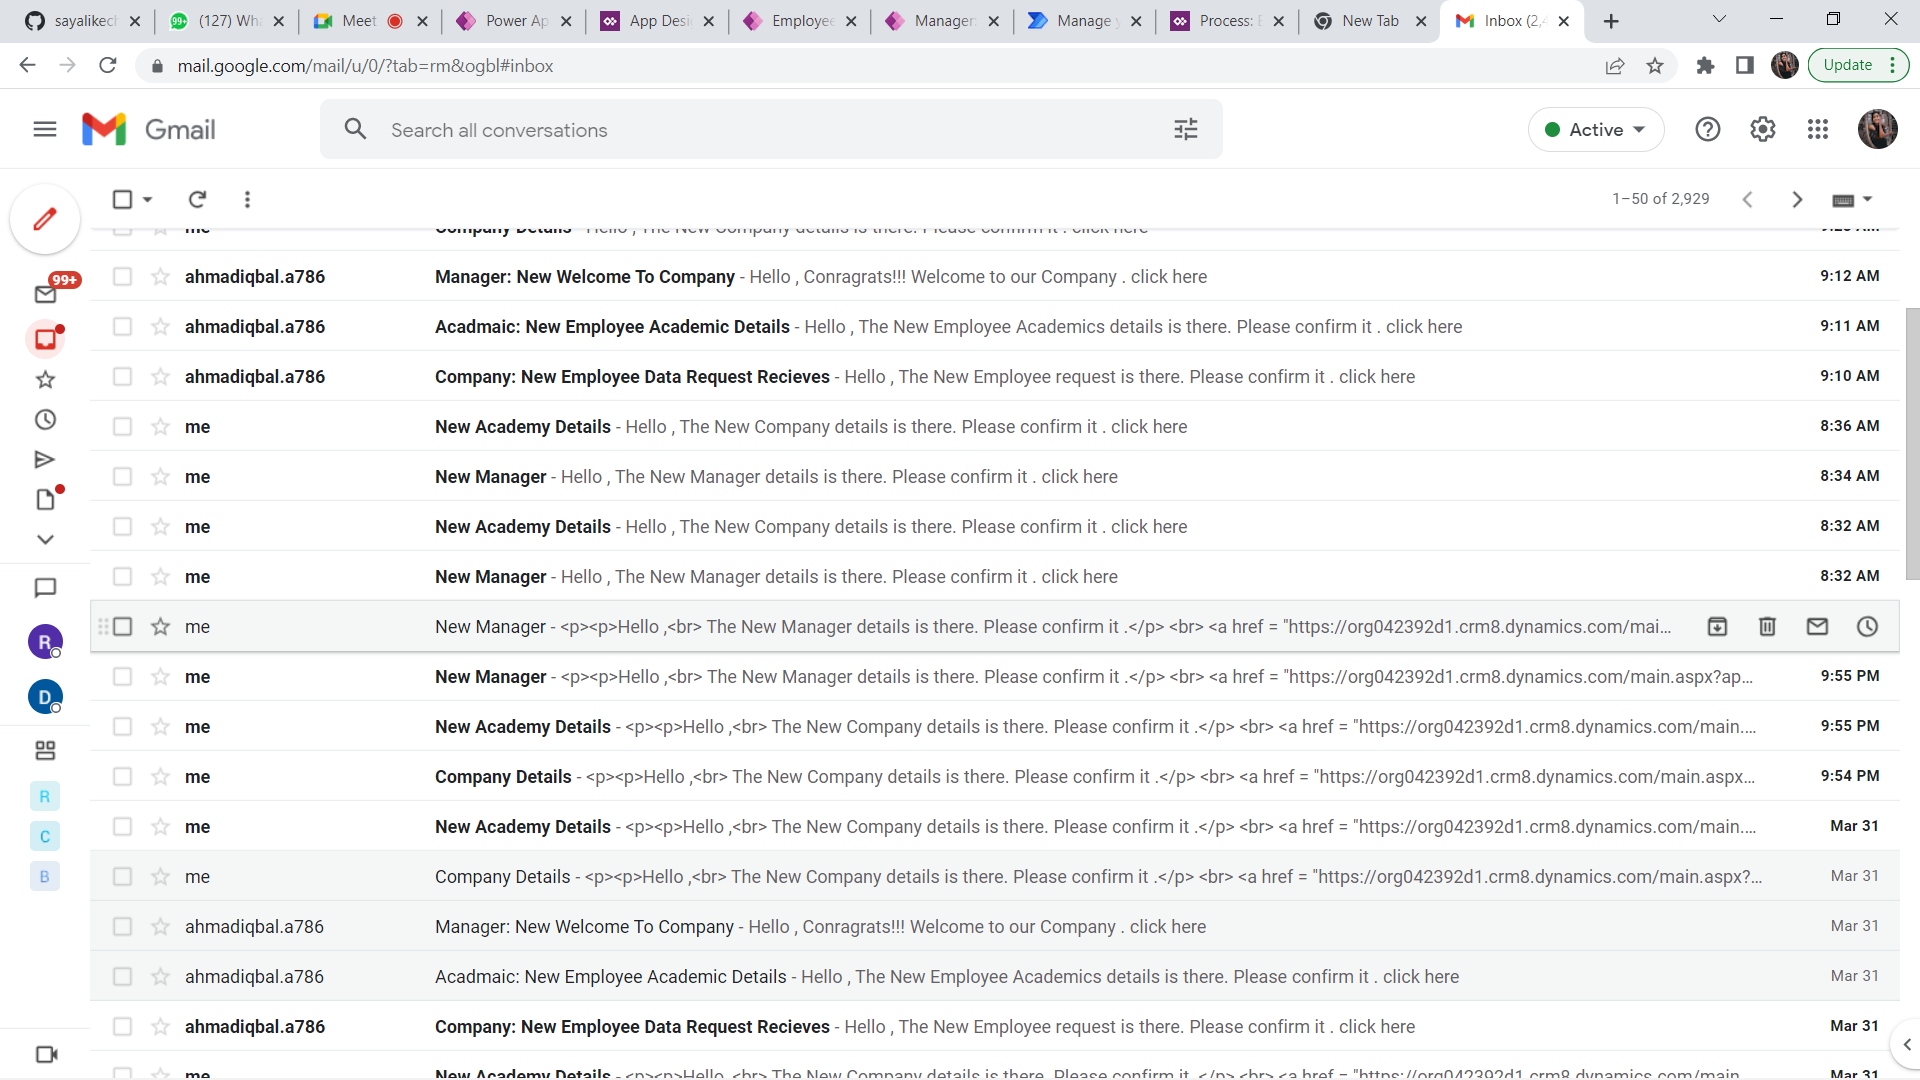 sayalikech
(127) Wha
Meet
Power Ap
App Desi
Employee
Manager
Manage y
Process: E
New Tab
Inbox (2,4
mail.google.com/mail/u/0/?tab=rm&ogbl#inbox
Update
Gmail
Search all conversations
Active
1–50 of 2,929
me Company Details - Hello , The New Company details is there. Please confirm it . click here
ahmadiqbal.a786 Manager: New Welcome To Company - Hello , Conragrats!!! Welcome to our Company . click here 9:12 AM
ahmadiqbal.a786 Acadmaic: New Employee Academic Details - Hello , The New Employee Academics details is there. Please confirm it . click here 9:11 AM
ahmadiqbal.a786 Company: New Employee Data Request Recieves - Hello , The New Employee request is there. Please confirm it . click here 9:10 AM
me New Academy Details - Hello , The New Company details is there. Please confirm it . click here 8:36 AM
me New Manager - Hello , The New Manager details is there. Please confirm it . click here 8:34 AM
me New Academy Details - Hello , The New Company details is there. Please confirm it . click here 8:32 AM
me New Manager - Hello , The New Manager details is there. Please confirm it . click here 8:32 AM
me New Manager - <p><p>Hello ,<br> The New Manager details is there. Please confirm it .</p> <br> <a href = "https://org042392d1.crm8.dynamics.com/mai...
me New Manager - <p><p>Hello ,<br> The New Manager details is there. Please confirm it .</p> <br> <a href = "https://org042392d1.crm8.dynamics.com/main.aspx?ap... 9:55 PM
me New Academy Details - <p><p>Hello ,<br> The New Company details is there. Please confirm it .</p> <br> <a href = "https://org042392d1.crm8.dynamics.com/main.... 9:55 PM
me Company Details - <p><p>Hello ,<br> The New Company details is there. Please confirm it .</p> <br> <a href = "https://org042392d1.crm8.dynamics.com/main.aspx... 9:54 PM
me New Academy Details - <p><p>Hello ,<br> The New Company details is there. Please confirm it .</p> <br> <a href = "https://org042392d1.crm8.dynamics.com/main.... Mar 31
me Company Details - <p><p>Hello ,<br> The New Company details is there. Please confirm it .</p> <br> <a href = "https://org042392d1.crm8.dynamics.com/main.aspx?... Mar 31
ahmadiqbal.a786 Manager: New Welcome To Company - Hello , Conragrats!!! Welcome to our Company . click here Mar 31
ahmadiqbal.a786 Acadmaic: New Employee Academic Details - Hello , The New Employee Academics details is there. Please confirm it . click here Mar 31
ahmadiqbal.a786 Company: New Employee Data Request Recieves - Hello , The New Employee request is there. Please confirm it . click here Mar 31
me New Academy Details - <p><p>Hello ,<br> The New Company details is there. Please confirm it .</p> <br> <a href = "https://org042392d1.crm8.dynamics.com/main.... Mar 31
99+
R
D
R
C
B